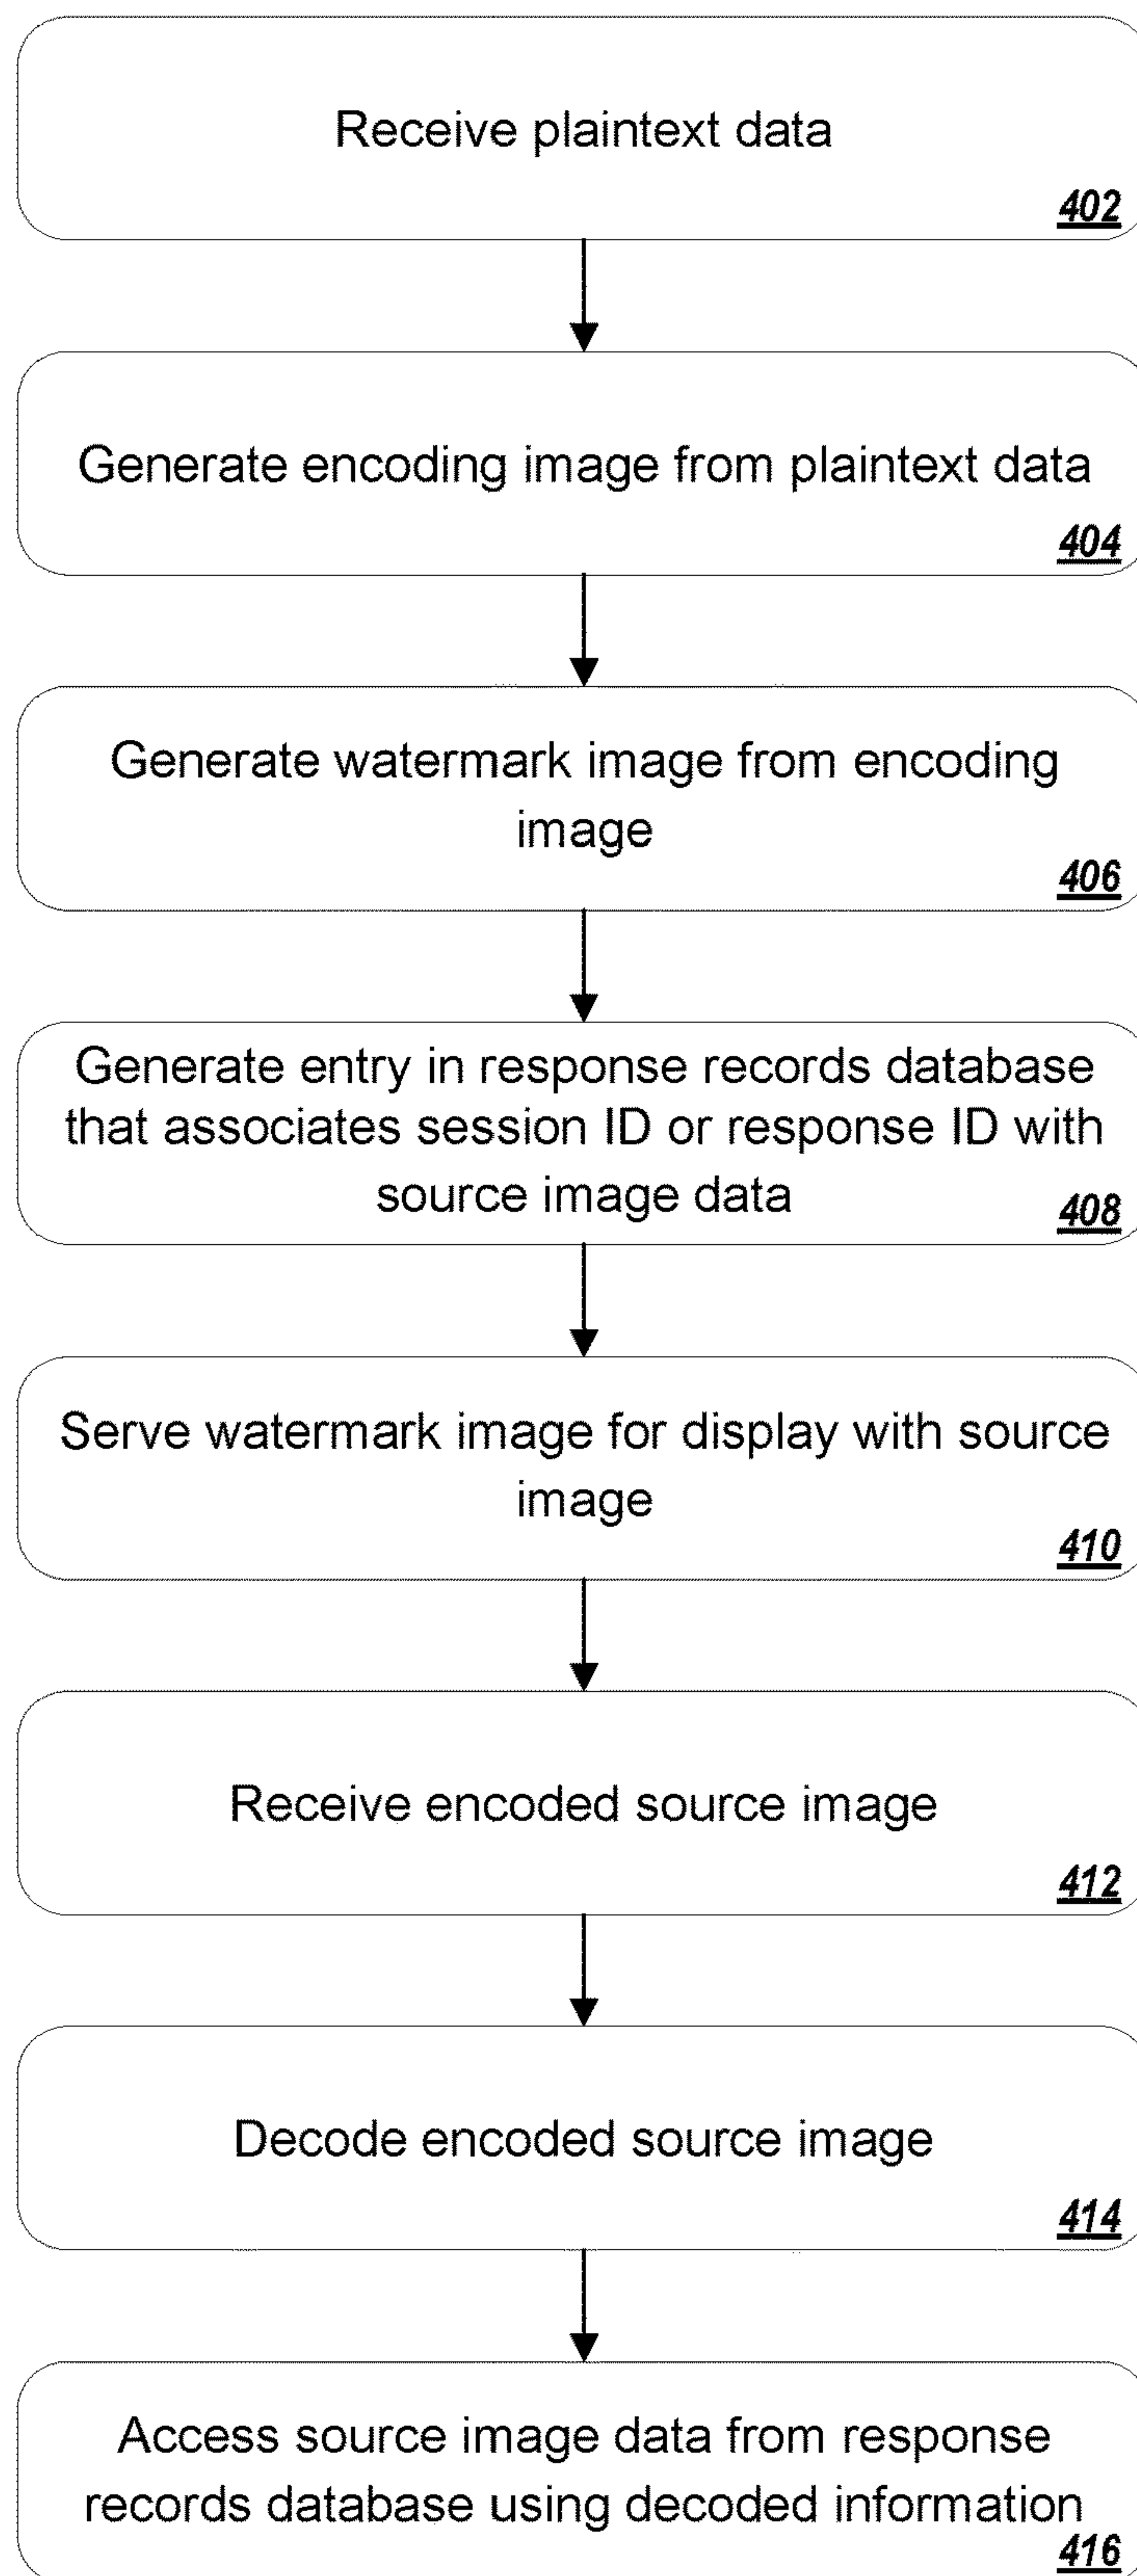 Receive plaintext data
402
Generate encoding image from plaintext data
404
Generate watermark image from encoding
image
406
Generate entry in response records database
that associates session ID or response ID with
source image data
408
Serve watermark image for display with source
image
410
Receive encoded source image
412
Decode encoded source image
414
Access source image data from response
records database using decoded information
416